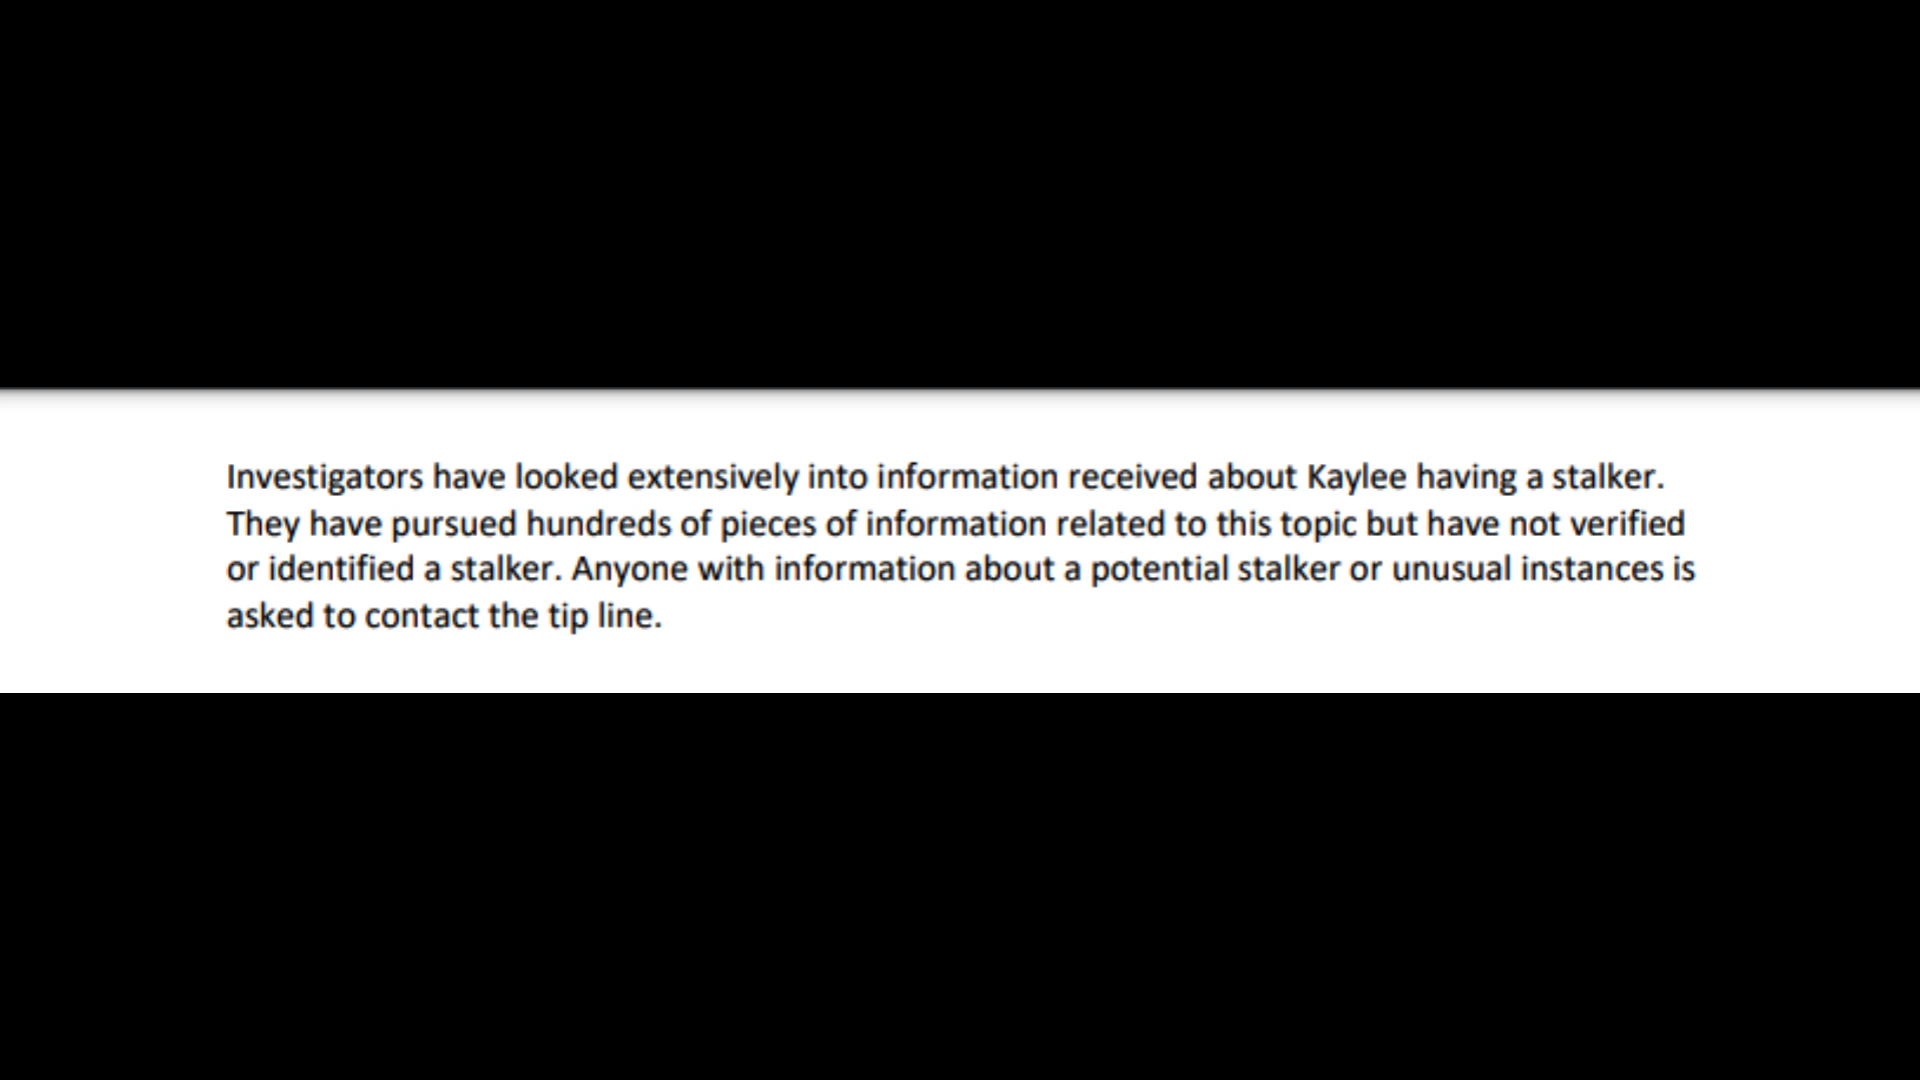 Investigators have looked extensively into information received about Kaylee having a stalker.
They have pursued hundreds of pieces of information related to this topic but have not verified
or identified a stalker. Anyone with information about a potential stalker or unusual instances is
asked to contact the tip line.